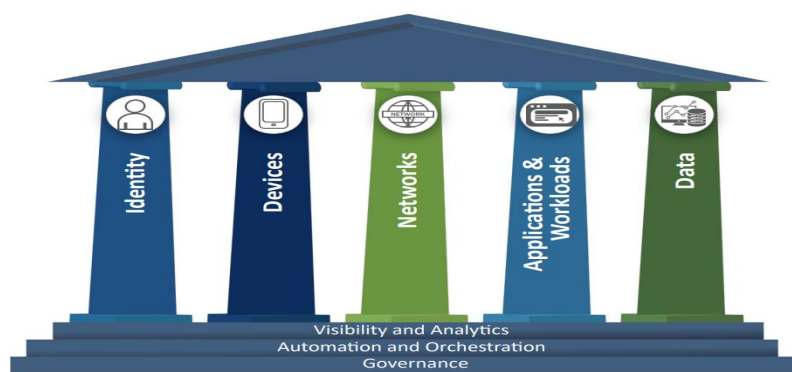 Identity
Devices
NETWORK
Networks
Applications &
Workloads
Data
Visibility and Analytics
Automation and Orchestration
Governance